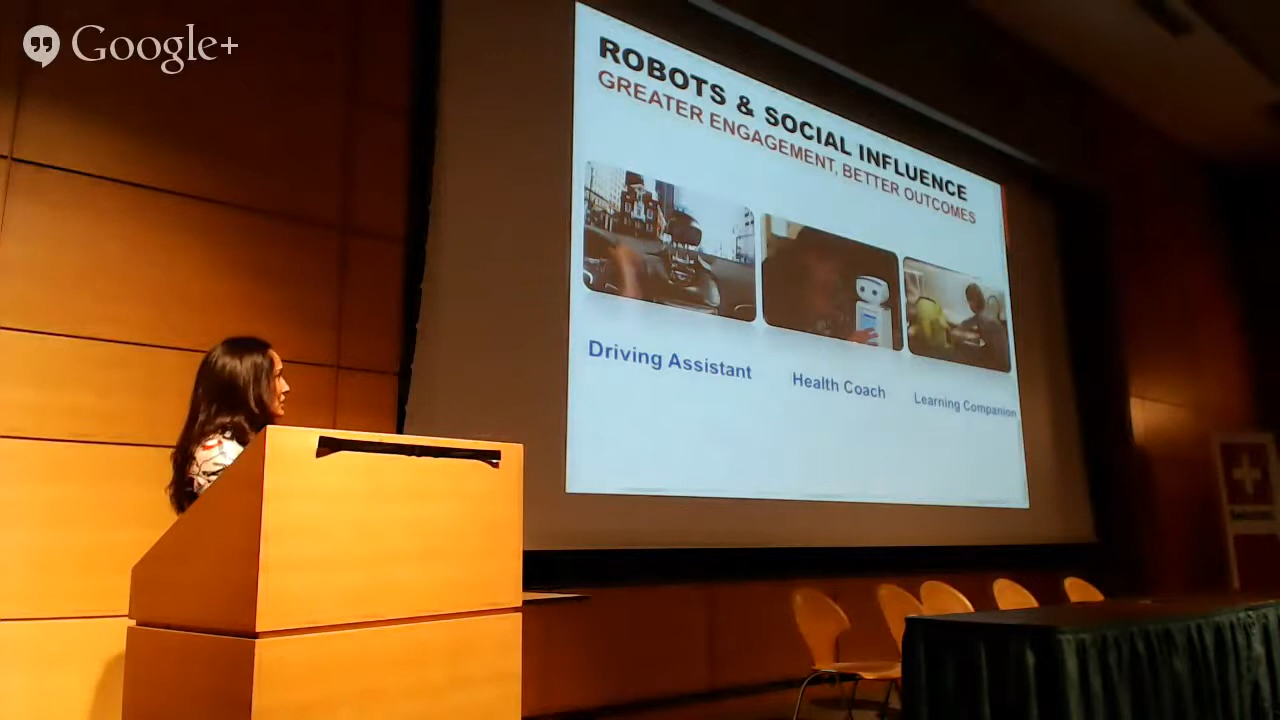 Google+
ROBOTS & SOCIAL INFLUENCE
GREATER ENGAGEMENT, BETTER OUTCOMES
Driving Assistant
Health Coach
Learning Companion